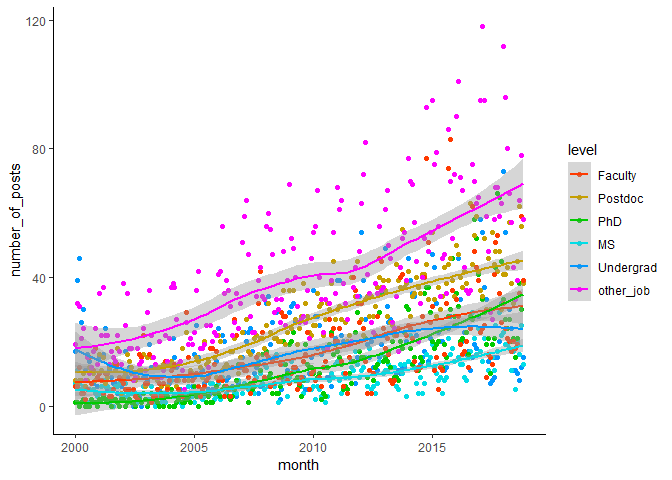 120
80
40
0
number_of_posts
2000
2005
2010
2015
month
level
Faculty
Postdoc
PhD
MS
Undergrad
other_job